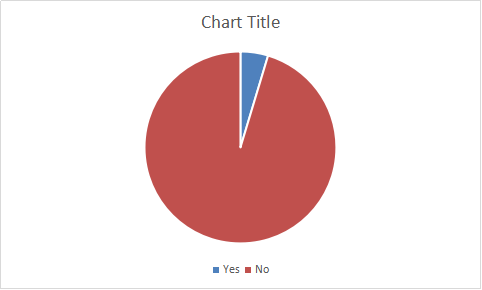 Chart Title
Yes No